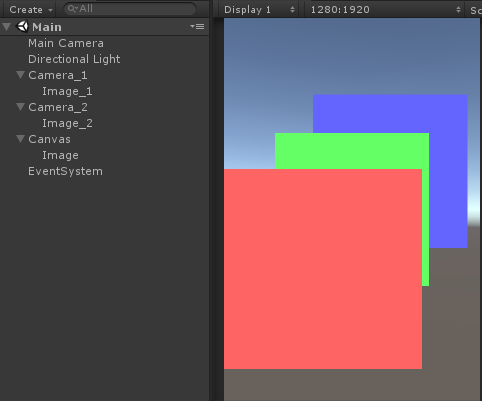 Create
All
Display 1
1280:1920
Sc
Main
Main Camera
Directional Light
Camera_1
Image_1
Camera_2
Image_2
Canvas
Image
EventSystem